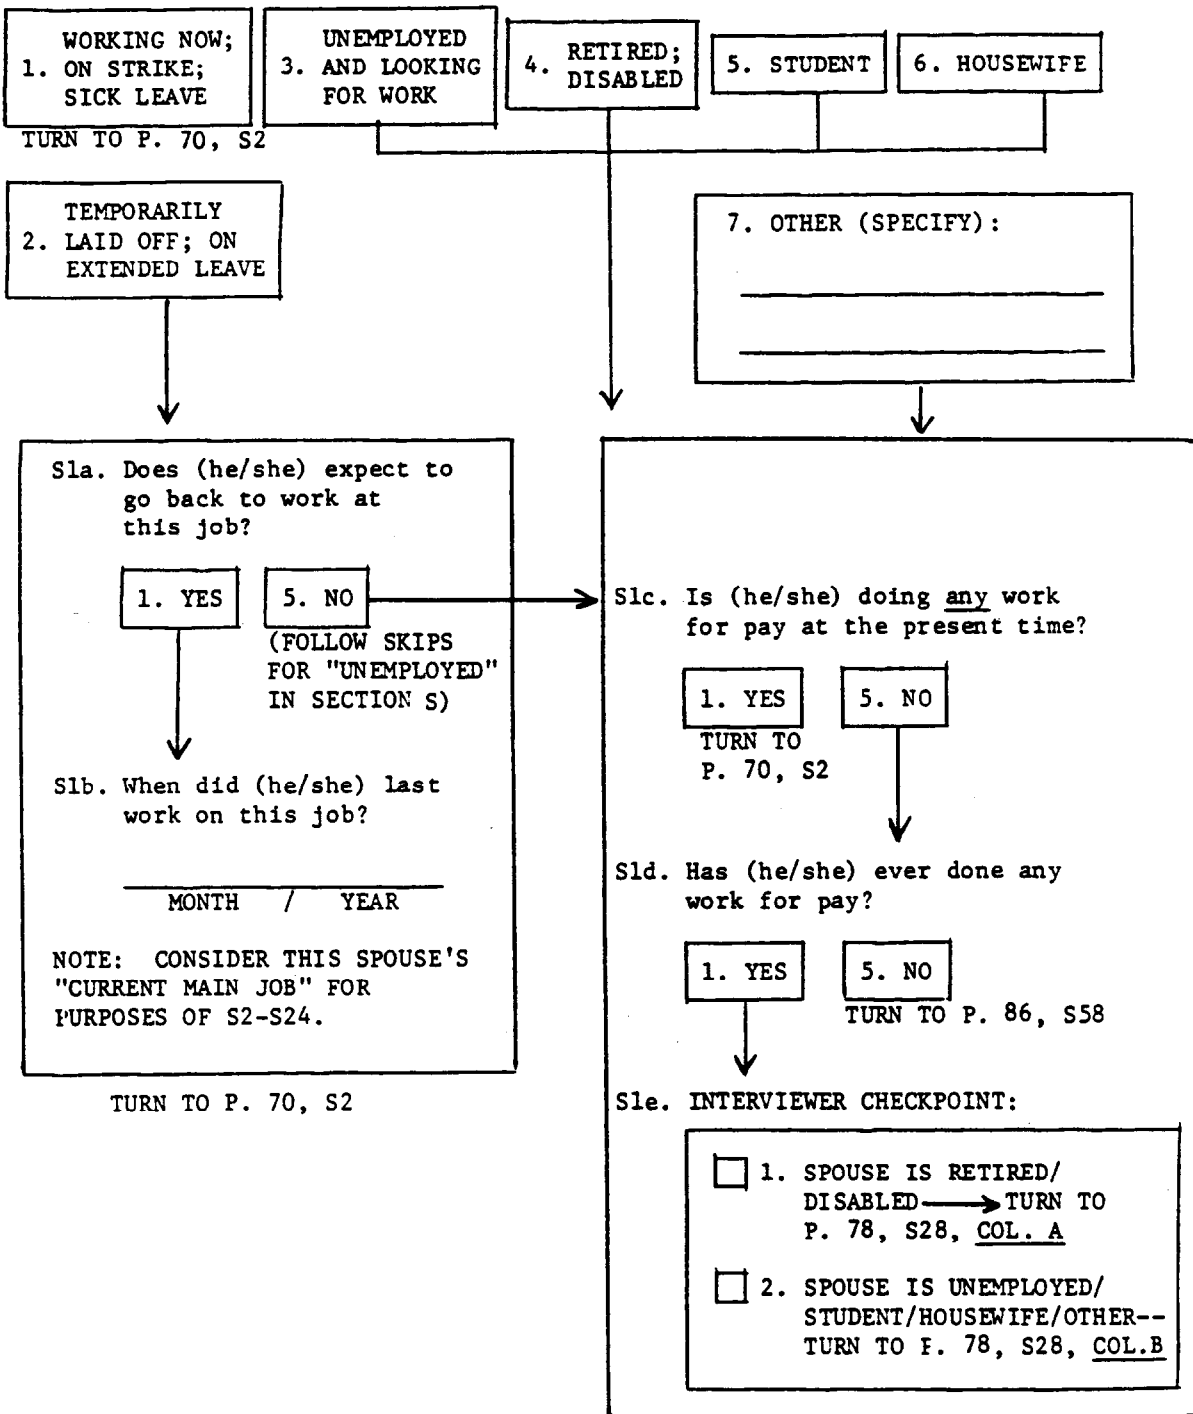 WORKING NOW;
1. ON STRIKE;
SICK LEAVE
TURN TO P. 70, S2
UNEMPLOYED
3. AND LOOKING
FOR WORK
4. RETIRED;
DISABLED
5. STUDENT
6. HOUSEWIFE
TEMPORARILY
2. LAID OFF; ON
EXTENDED LEAVE
7. OTHER (SPECIFY):
S1a. Does (he/she) expect to
go back to work at
this job?
1. YES
5. NO
(FOLLOW SKIPS
FOR "UNEMPLOYED"
IN SECTION S)
S1b. When did (he/she) last
work on this job?
MONTH / YEAR
NOTE: CONSIDER THIS SPOUSE'S
"CURRENT MAIN JOB" FOR
PURPOSES OF S2-S24.
TURN TO P. 70, S2
S1c. Is (he/she) doing any work
for pay at the present time?
1. YES
5. NO
TURN TO
P. 70, S2
S1d. Has (he/she) ever done any
work for pay?
1. YES
5. NO
TURN TO P. 86, S58
S1e. INTERVIEWER CHECKPOINT:
1. SPOUSE IS RETIRED/
DISABLED TURN TO
P. 78, S28, COL. A
2. SPOUSE IS UNEMPLOYED/
STUDENT/HOUSEWIFE/OTHER--
TURN TO P. 78, S28, COL.B